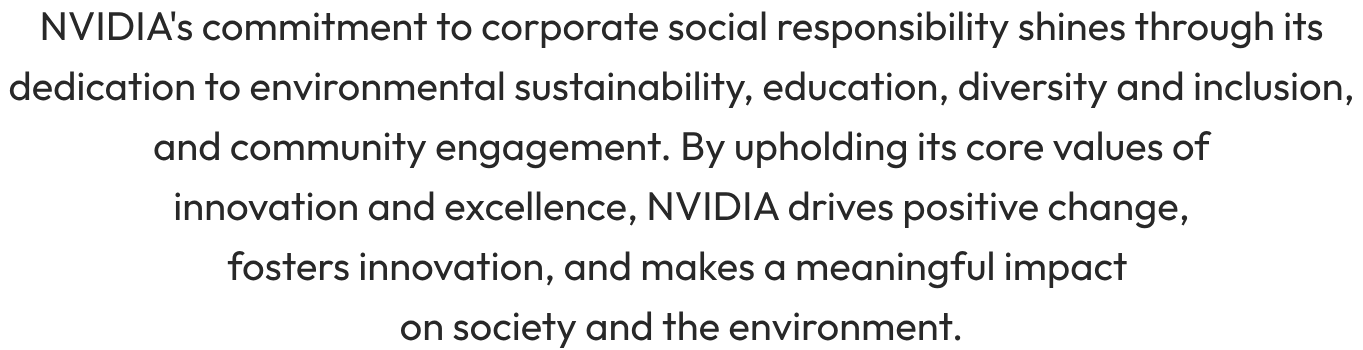 NVIDIA's commitment to corporate social responsibility shines through its
dedication to environmental sustainability, education, diversity and inclusion,
and community engagement. By upholding its core values of
innovation and excellence, NVIDIA drives positive change,
fosters innovation, and makes a meaningful impact
on society and the environment.